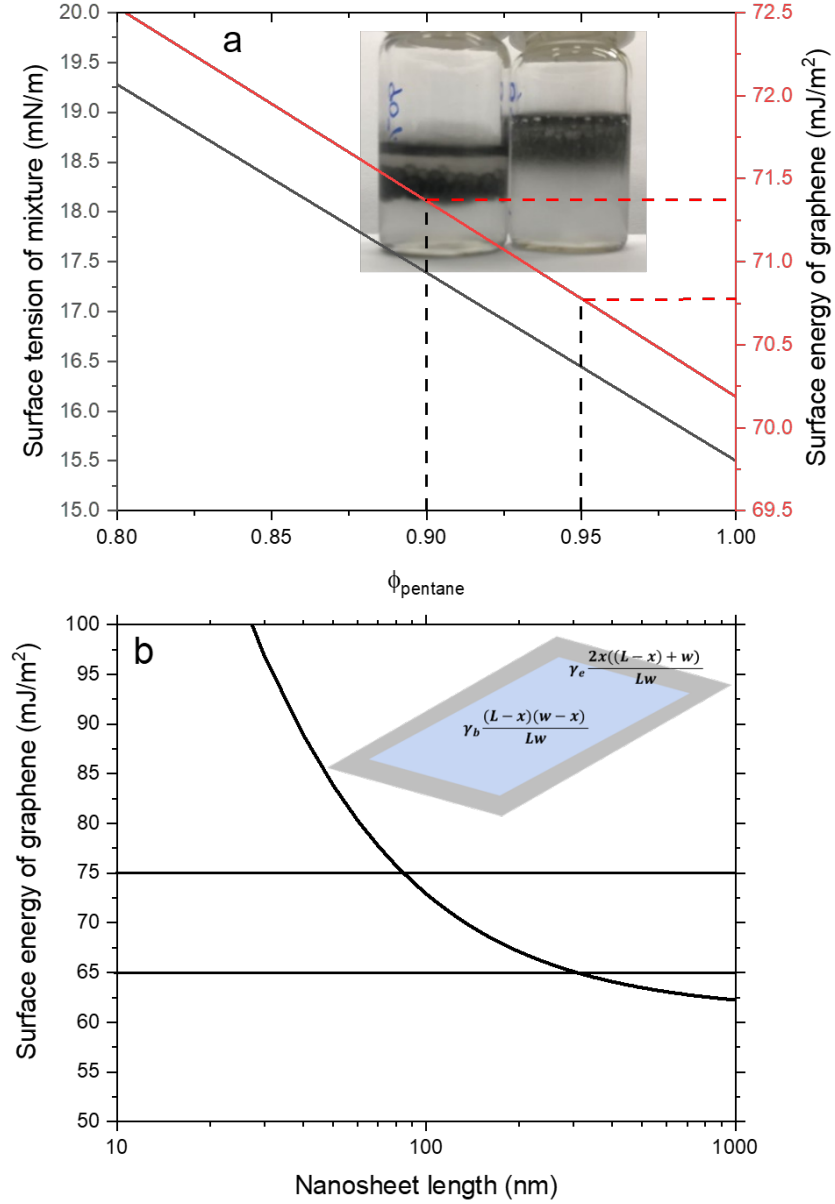 a
20.0
19.5
19.0
18.5
18.0
17.5
17.0
16.5
16.0
15.5
15.0
Surface tension of mixture (mN/m)
72.5
72.0
71.5
71.0
70.5
70.0
69.5
Surface energy of graphene (mJ/m²)
0.80 0.85 0.90 0.95 1.00
ϕpentane
b
100
95
90
85
80
75
70
65
60
55
50
Surface energy of graphene (mJ/m²)
γₑ 2x((L − x) + w) / Lw
γ_b (L − x)(w − x) / Lw
10 100 1000
Nanosheet length (nm)